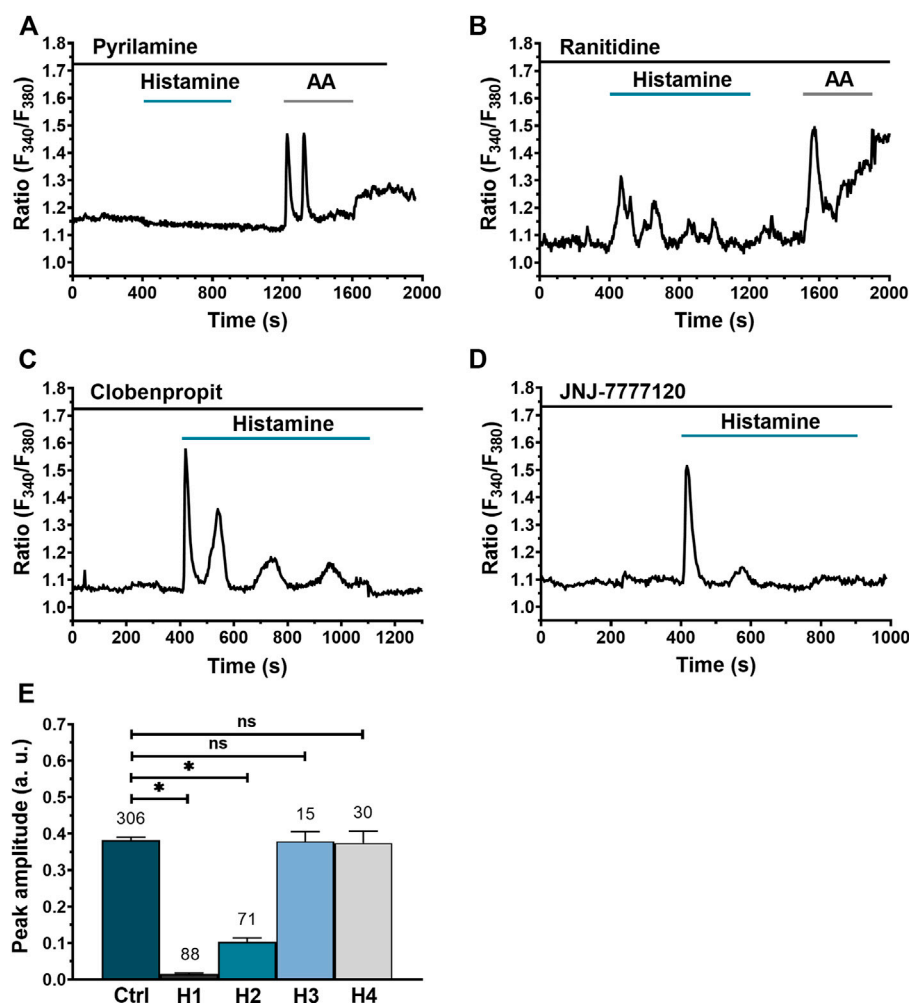 A
Pyrilamine
Histamine
AA
Ratio (F340/F380)
1.8
1.7
1.6
1.5
1.4
1.3
1.2
1.1
1.0
0 400 800 1200 1600 2000
Time (s)
B
Ranitidine
Histamine
AA
Ratio (F340/F380)
1.8
1.7
1.6
1.5
1.4
1.3
1.2
1.1
1.0
0 400 800 1200 1600 2000
Time (s)
C
Clobenpropit
Histamine
Ratio (F340/F380)
1.8
1.7
1.6
1.5
1.4
1.3
1.2
1.1
1.0
0 200 400 600 800 1000 1200
Time (s)
D
JNJ-7777120
Histamine
Ratio (F340/F380)
1.8
1.7
1.6
1.5
1.4
1.3
1.2
1.1
1.0
0 200 400 600 800 1000
Time (s)
E
Peak amplitude (a. u.)
0.7
0.6
0.5
0.4
0.3
0.2
0.1
0.0
ns
ns
*
*
306
88
71
15
30
Ctrl H1 H2 H3 H4